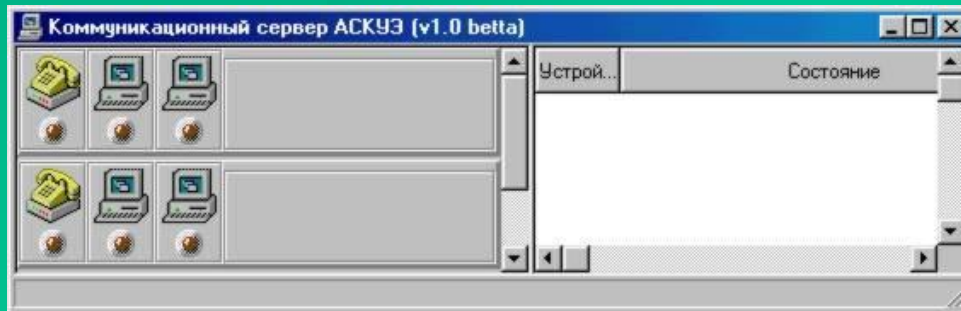 Коммуникационный сервер АСКУЭ (v1.0 betta)
Устрой... Состояние